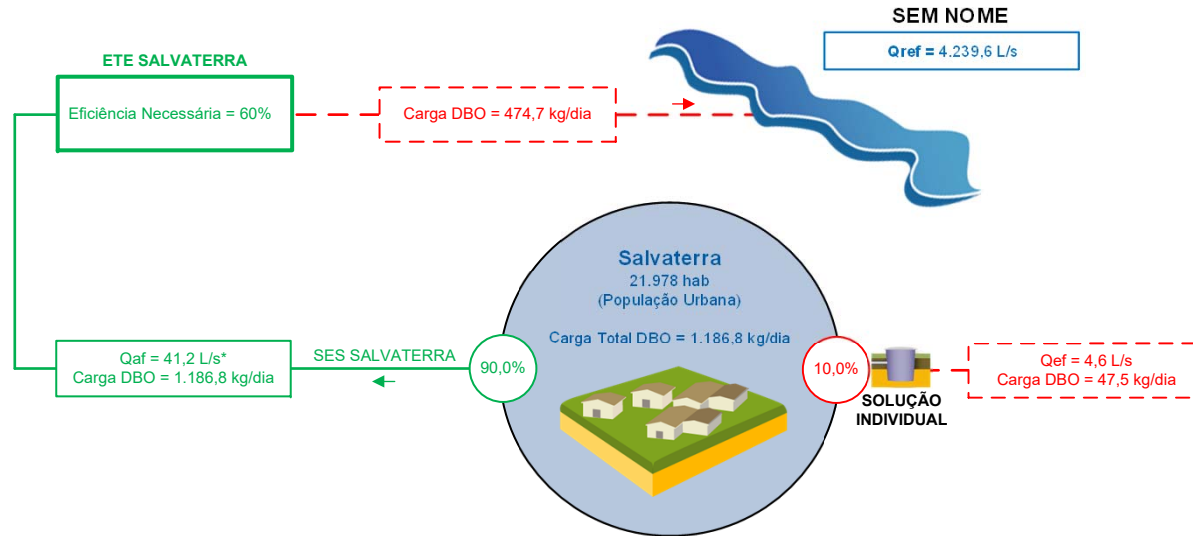 SEM NOME
Qref = 4.239,6 L/s
ETE SALVATERRA
Eficiência Necessária = 60%
Carga DBO = 474,7 kg/dia
Salvaterra
21.978 hab
(População Urbana)
Carga Total DBO = 1.186,8 kg/dia
Qaf = 41,2 L/s*
Carga DBO = 1.186,8 kg/dia
SES SALVATERRA
90,0%
10,0%
SOLUÇÃO
INDIVIDUAL
Qef = 4,6 L/s
Carga DBO = 47,5 kg/dia